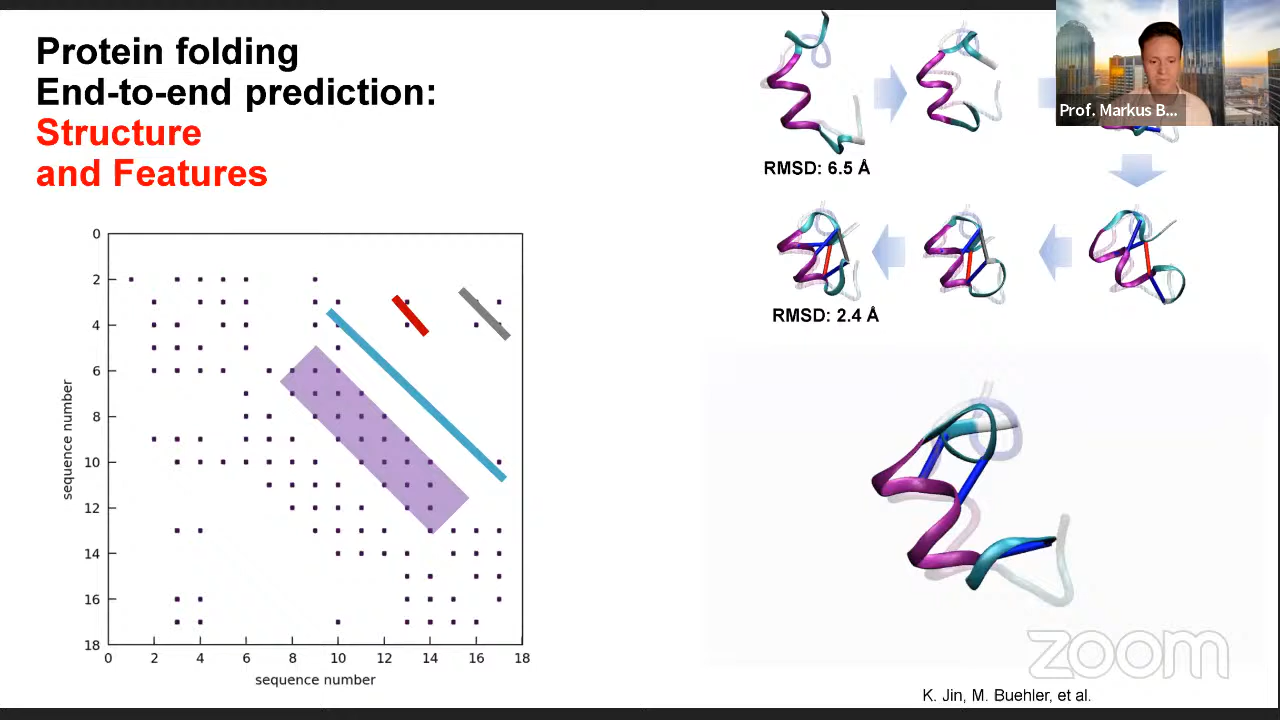 Protein folding
End-to-end prediction:
Structure
and Features
Prof. Markus B...
RMSD: 6.5 Å
RMSD: 2.4 Å
0
2
4
6
8
10
12
14
16
18
sequence number
0 2 4 6 8 10 12 14 16 18
sequence number
zoom
K. Jin, M. Buehler, et al.